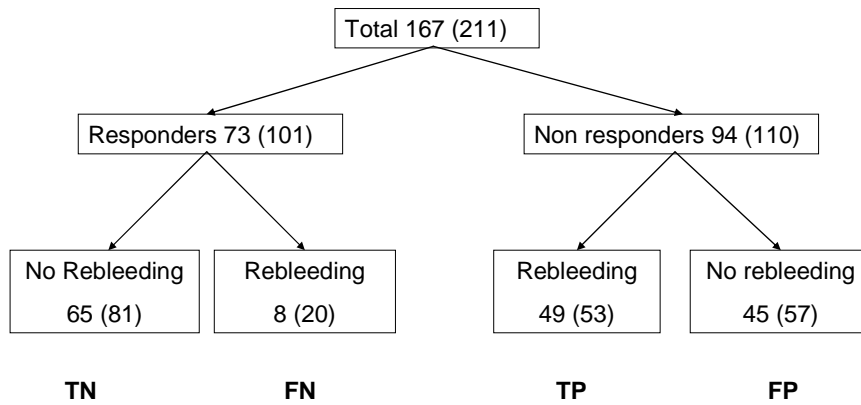 Total 167 (211)
Responders 73 (101)
Non responders 94 (110)
No Rebleeding
65 (81)
Rebleeding
8 (20)
Rebleeding
49 (53)
No rebleeding
45 (57)
TN
FN
TP
FP